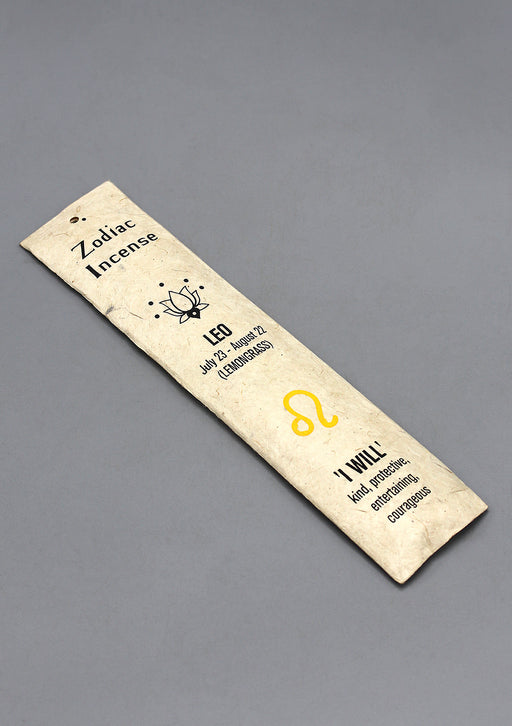 Zodiac
Incense
LEO
July 23 - August 22
(LEMONGRASS)
'I WILL'
kind, protective,
entertaining,
courageous